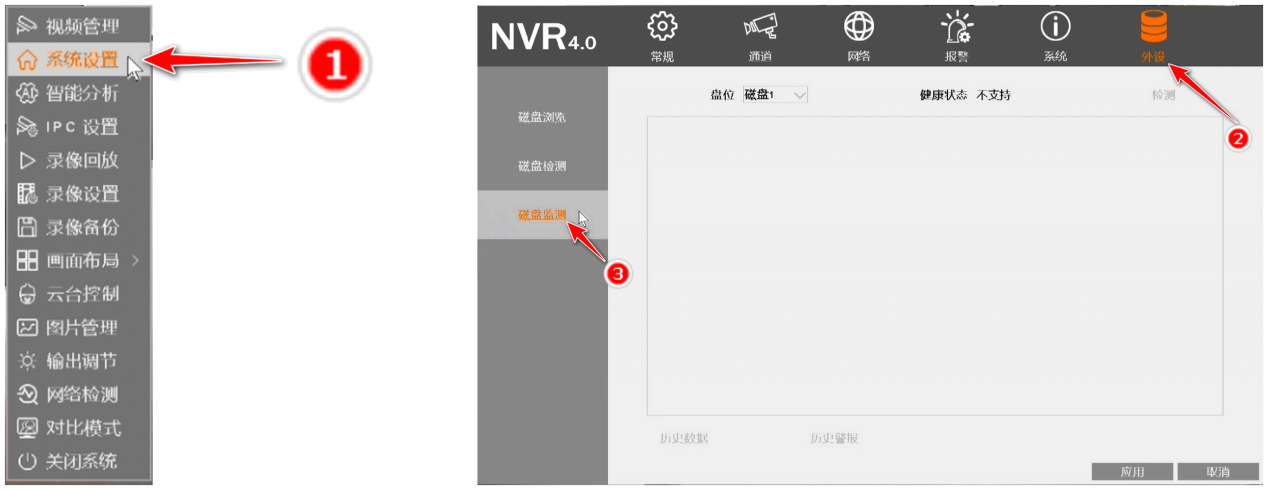 视频管理
系统设置
智能分析
IPC 设置
录像回放
录像设置
录像备份
画面布局 >
云台控制
图片管理
输出调节
网络检测
对比模式
关闭系统
1
NVR4.0
常规 通道 网络 报警 系统 外设
2
磁盘浏览
磁盘检测
磁盘监测
3
盘位 磁盘1 健康状态 不支持 检测
历史数据 历史警报
应用 取消